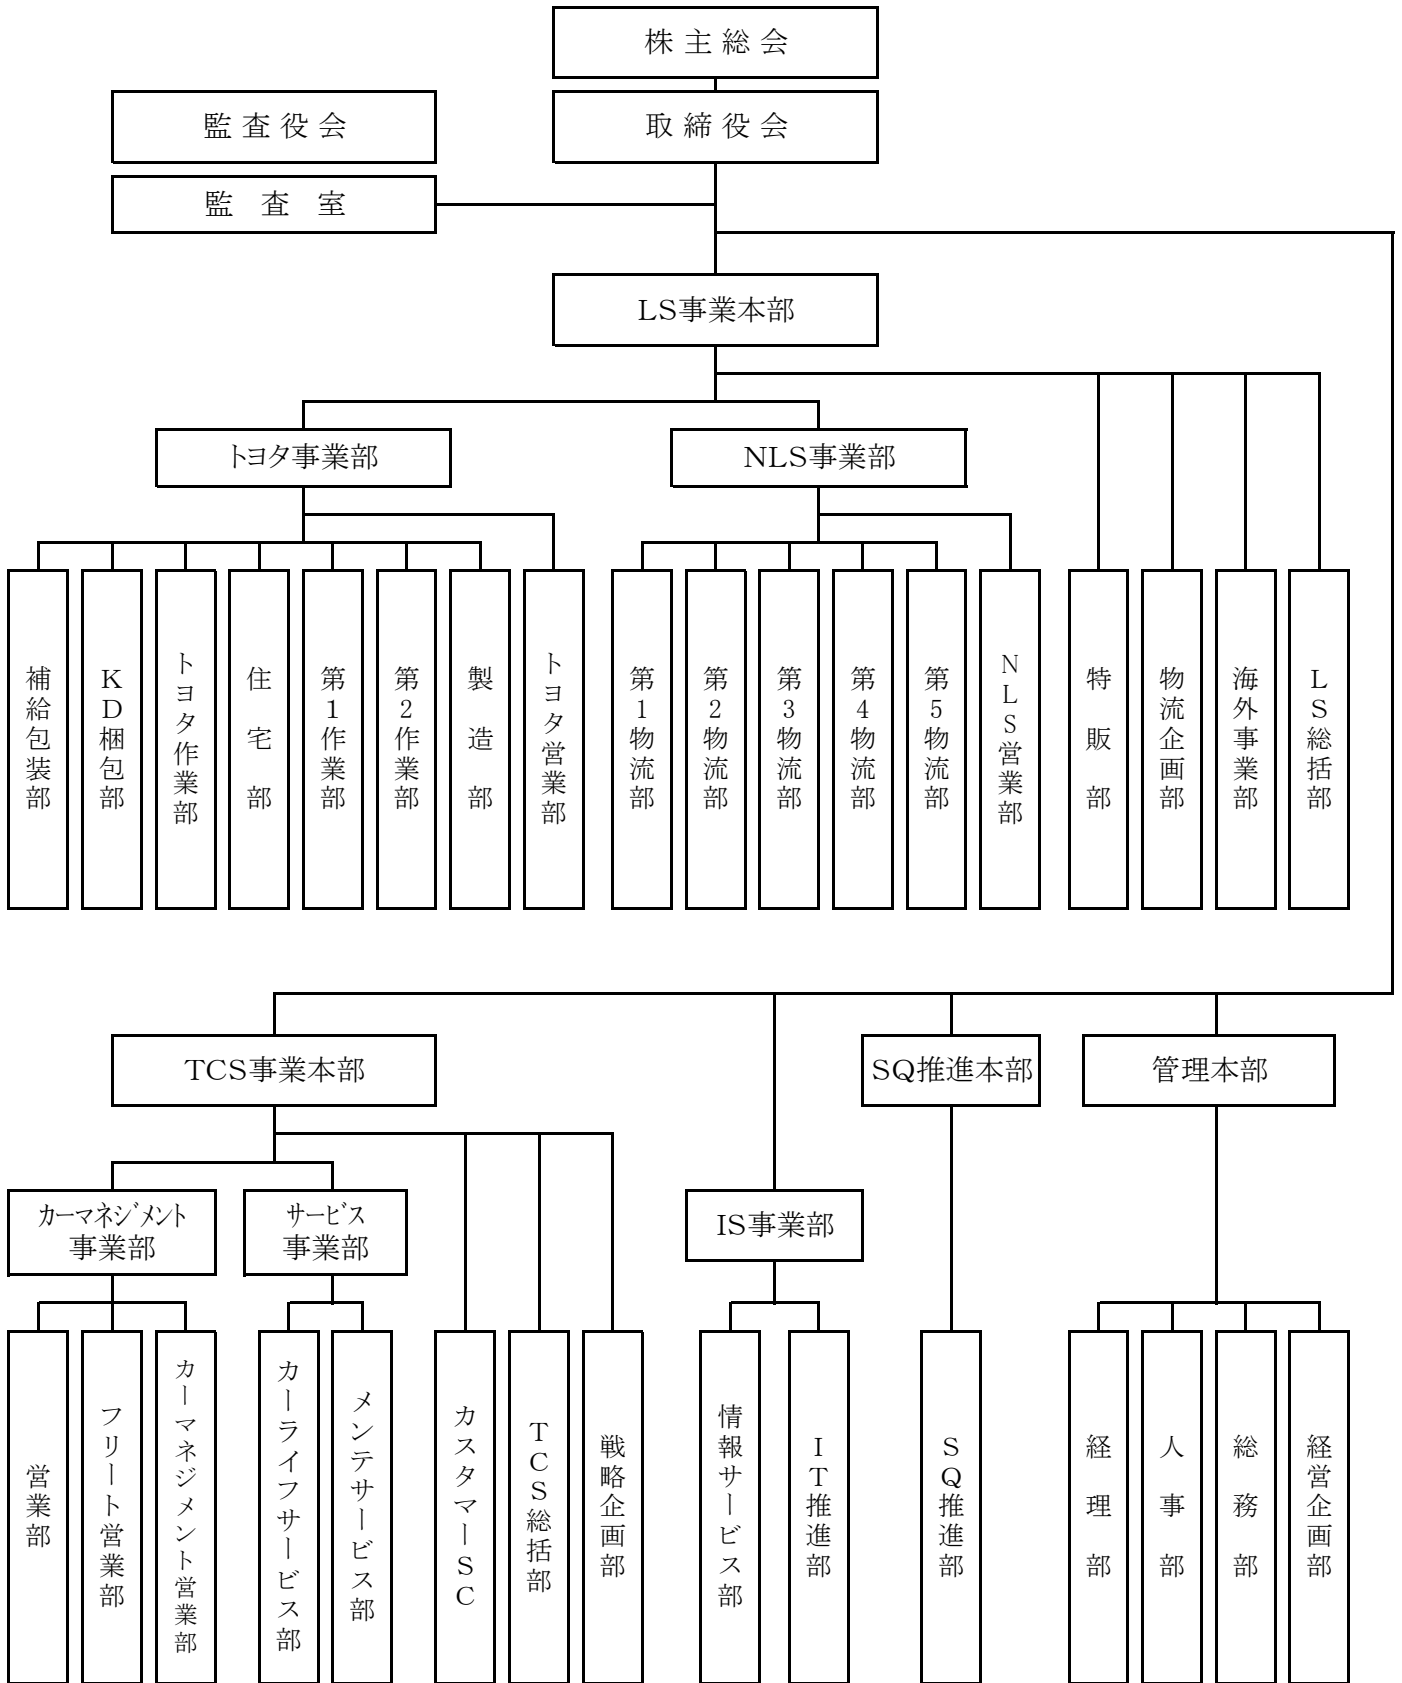 株主総会
監査役会
取締役会
監査室
LS事業本部
トヨタ事業部
NLS事業部
補給包装部
KD梱包部
トヨタ作業部
住宅部
第1作業部
第2作業部
製造部
トヨタ営業部
第1物流部
第2物流部
第3物流部
第4物流部
第5物流部
NLS営業部
特販部
物流企画部
海外事業部
LS総括部
TCS事業本部
SQ推進本部
管理本部
カーマネジメント
事業部
サービス
事業部
IS事業部
営業部
フリート営業部
カーマネジメント営業部
カーライフサービス部
メンテサービス部
カスタマーSC
TCS総括部
戦略企画部
情報サービス部
IT推進部
SQ推進部
経理部
人事部
総務部
経営企画部